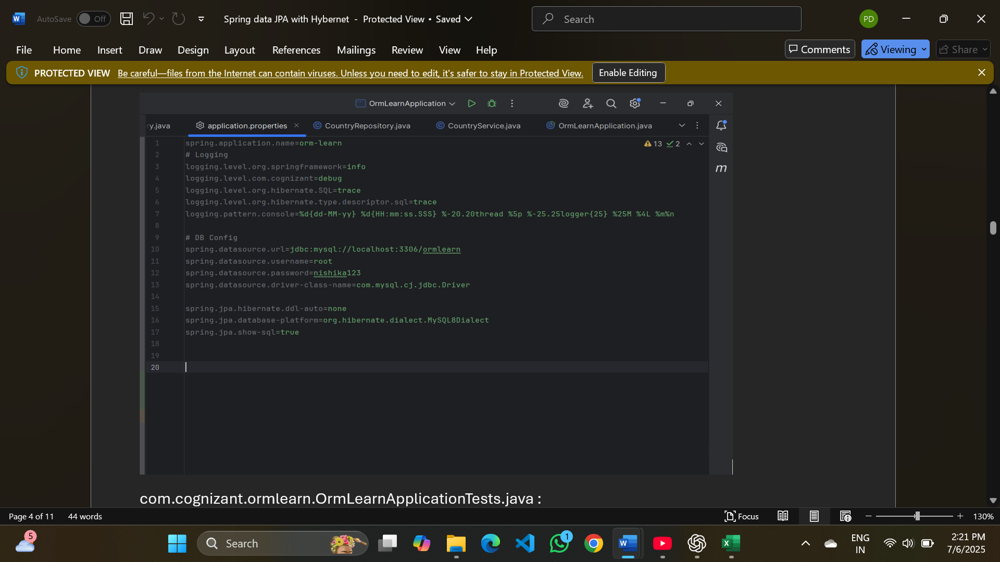 AutoSave Off Spring data JPA with Hybernet - Protected View • Saved Search PD
File Home Insert Draw Design Layout References Mailings Review View Help Comments Viewing Share
PROTECTED VIEW Be careful—files from the Internet can contain viruses. Unless you need to edit, it's safer to stay in Protected View. Enable Editing
OrmLearnApplication
ry.java application.properties CountryRepository.java CountryService.java OrmLearnApplication.java
1 spring.application.name=orm-learn 13 2
2 # Logging
3 logging.level.org.springframework=info
4 logging.level.com.cognizant=debug
5 logging.level.org.hibernate.SQL=trace
6 logging.level.org.hibernate.type.descriptor.sql=trace
7 logging.pattern.console=%d{dd-MM-yy} %d{HH:mm:ss.SSS} %-20.20thread %5p %-25.25logger{25} %25M %4L %m%n
8
9 # DB Config
10 spring.datasource.url=jdbc:mysql://localhost:3306/ormlearn
11 spring.datasource.username=root
12 spring.datasource.password=nishika123
13 spring.datasource.driver-class-name=com.mysql.cj.jdbc.Driver
14
15 spring.jpa.hibernate.ddl-auto=none
16 spring.jpa.database-platform=org.hibernate.dialect.MySQL8Dialect
17 spring.jpa.show-sql=true
18
19
20
m
com.cognizant.ormlearn.OrmLearnApplicationTests.java :
Page 4 of 11 44 words Focus 130%
5 Search 1 ENG 2:21 PM
IN 7/6/2025